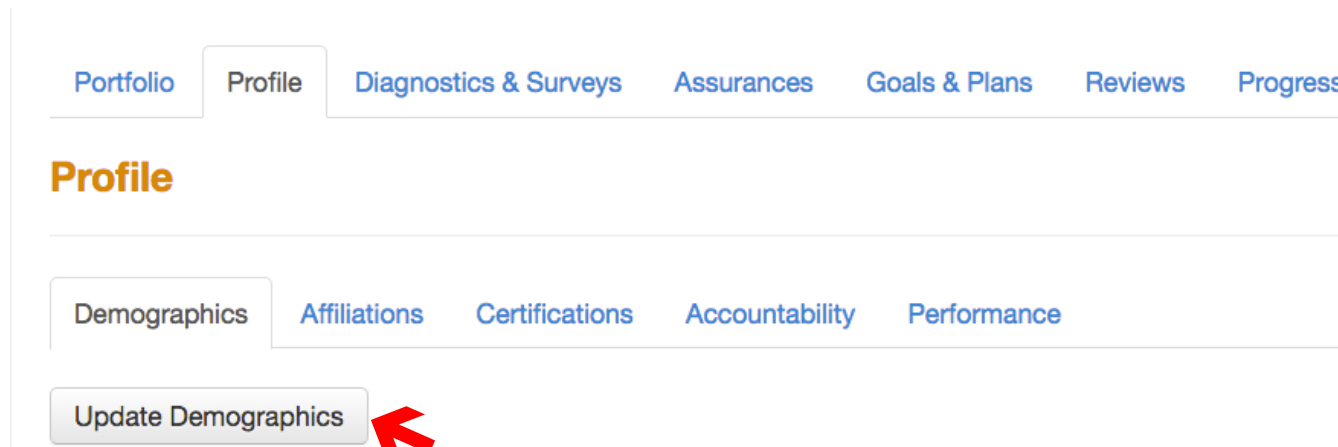 Portfolio Profile Diagnostics & Surveys Assurances Goals & Plans Reviews Progress
Profile
Demographics Affiliations Certifications Accountability Performance
Update Demographics